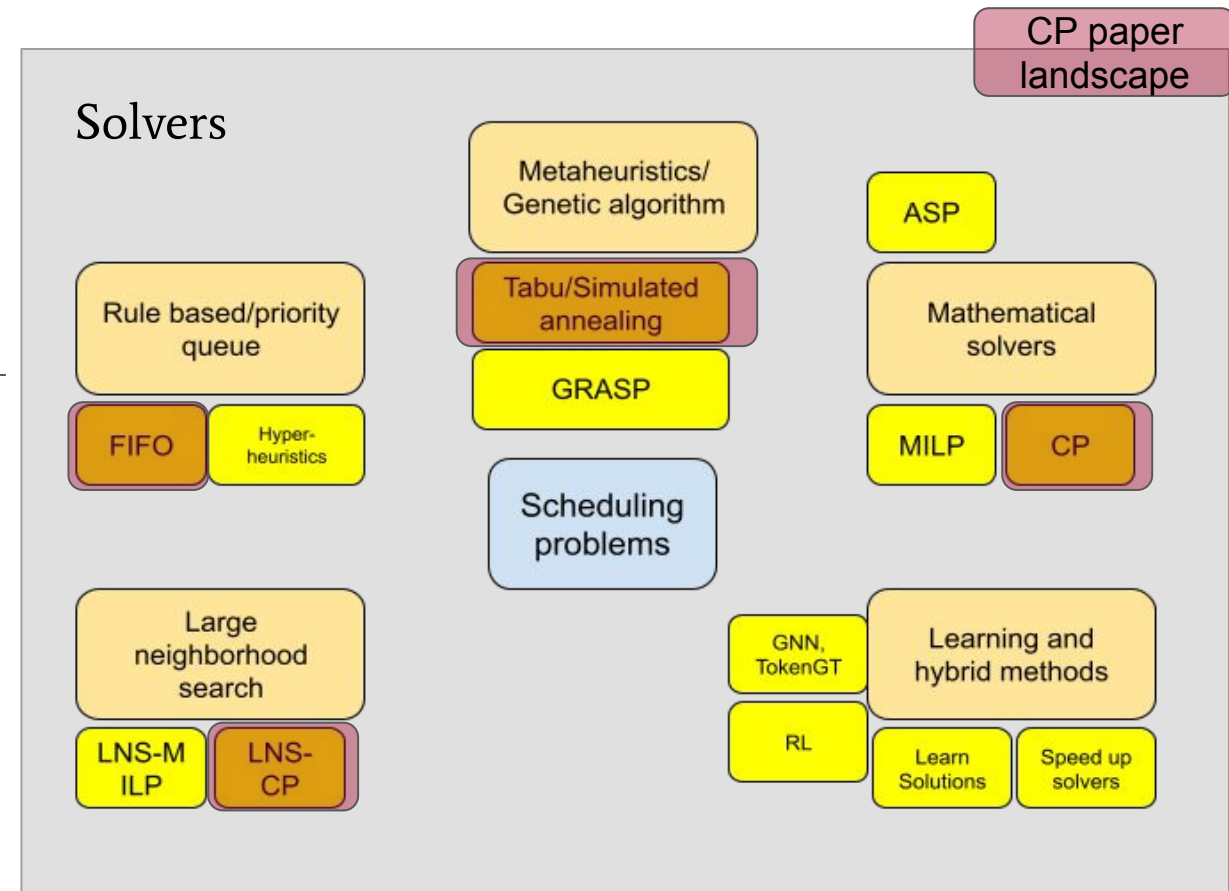 CP paper
landscape
Solvers
Metaheuristics/
Genetic algorithm
Tabu/Simulated
annealing
GRASP
ASP
Mathematical
solvers
MILP
CP
Rule based/priority
queue
FIFO
Hyper-
heuristics
Scheduling
problems
Large
neighborhood
search
LNS-M
ILP
LNS-
CP
GNN,
TokenGT
RL
Learning and
hybrid methods
Learn
Solutions
Speed up
solvers